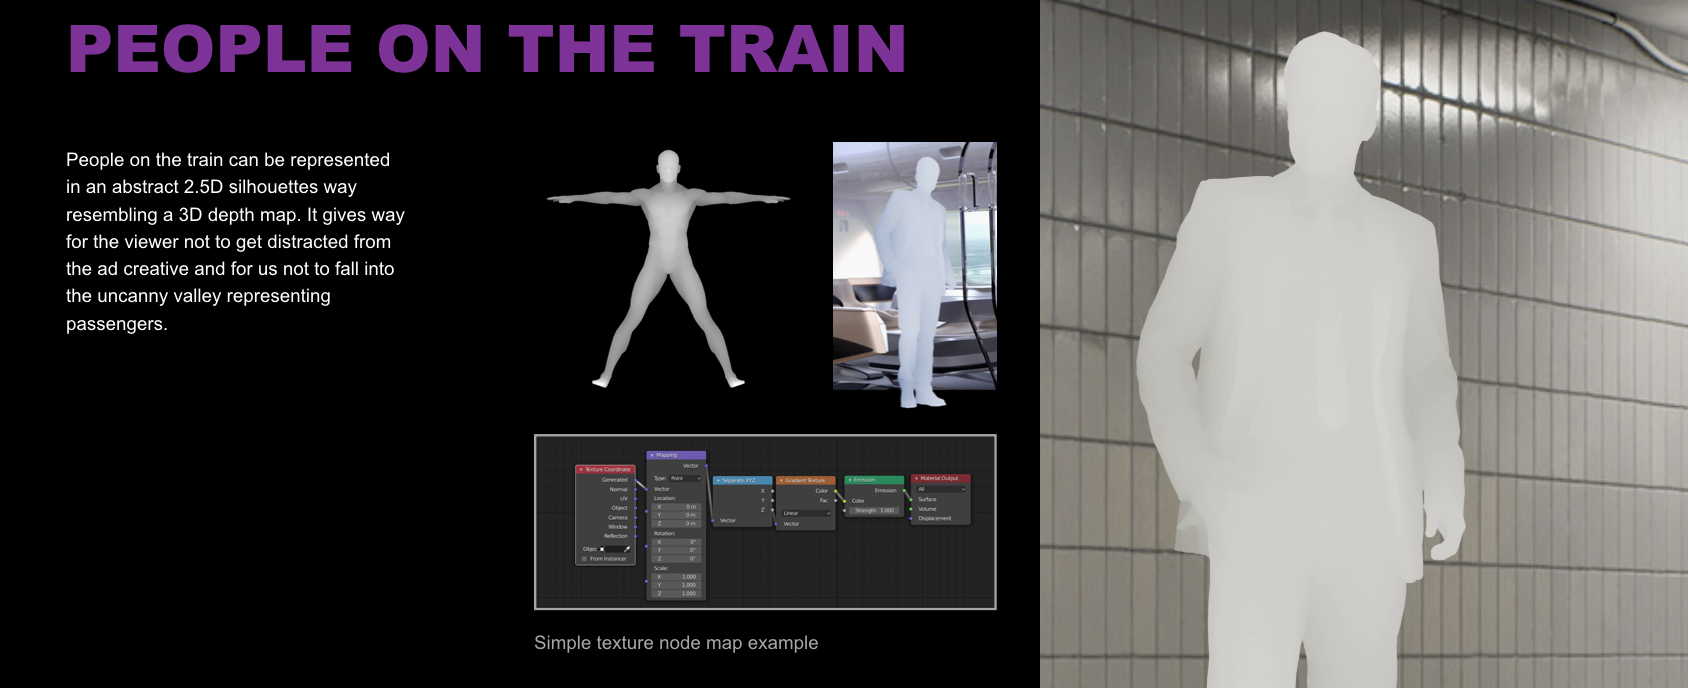 PEOPLE ON THE TRAIN
People on the train can be represented
in an abstract 2.5D silhouettes way
resembling a 3D depth map. It gives way
for the viewer not to get distracted from
the ad creative and for us not to fall into
the uncanny valley representing
passengers.
Texture Coordinate
Generated
Normal
UV
Object
Camera
Window
Reflection
Objec
From Instancer
Mapping
Vector
Type: Point
Vector
Location:
X 0 m
Y 0 m
Z 0 m
Rotation:
X 0°
Y 0°
Z 0°
Scale:
X 1.000
Y 1.000
Z 1.000
Separate XYZ
X
Y
Z
Vector
Gradient Texture
Color
Fac
Linear
Vector
Emission
Emission
Color
Strength 1.000
Material Output
All
Surface
Volume
Displacement
Simple texture node map example